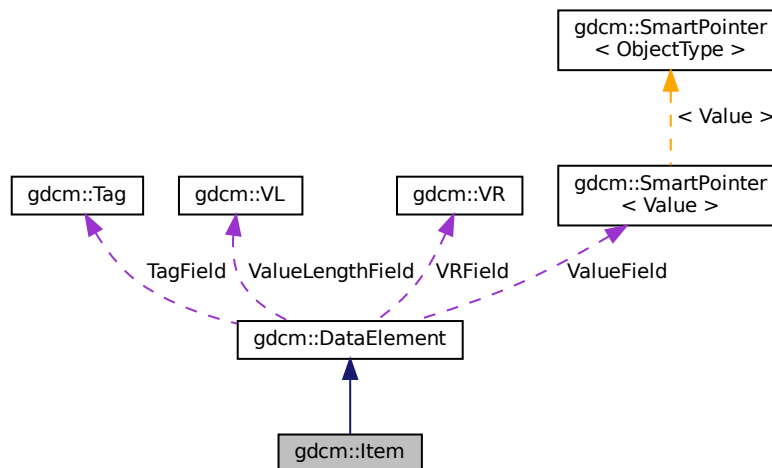 gdcm::SmartPointer
< ObjectType >
< Value >
gdcm::Tag
gdcm::VL
gdcm::VR
gdcm::SmartPointer
< Value >
TagField
ValueLengthField
VRField
ValueField
gdcm::DataElement
gdcm::Item